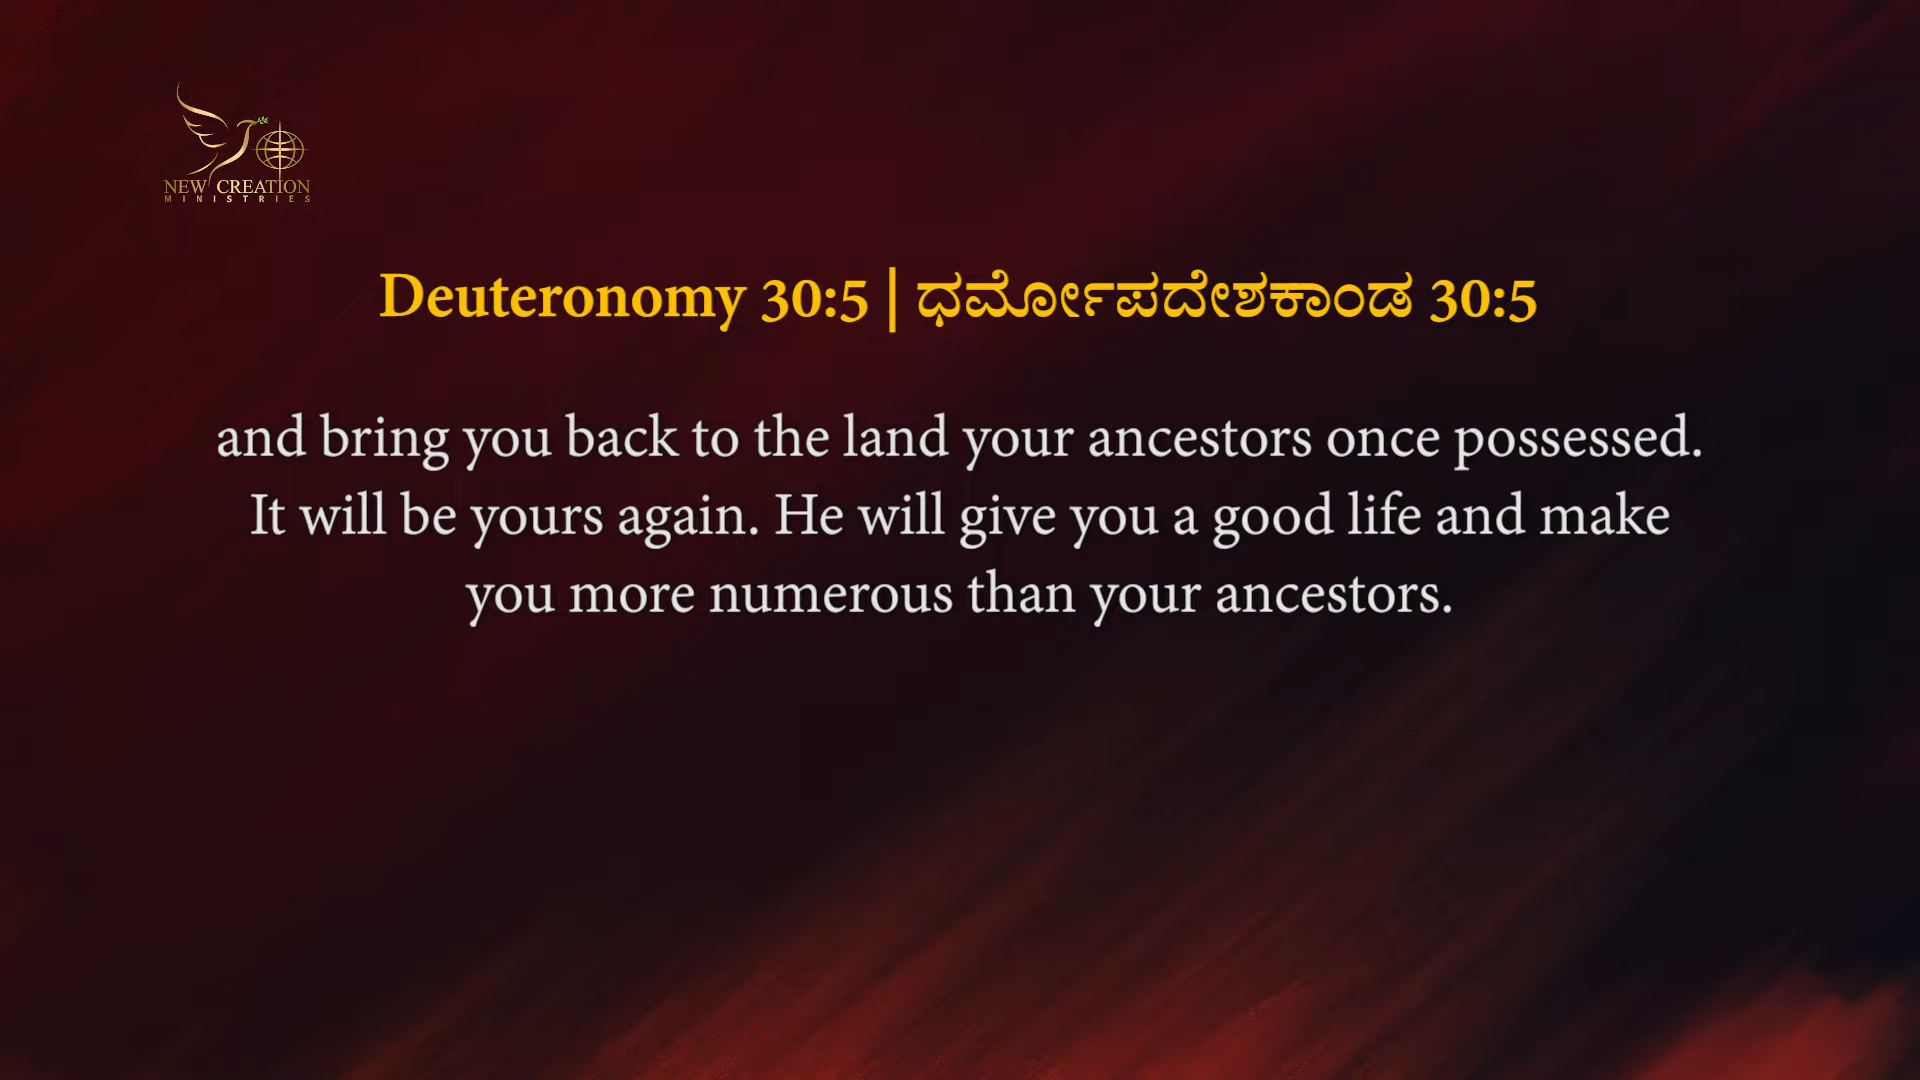 NEW CREATION
MINISTRIES
Deuteronomy 30:5 | ಧರ್ಮೋಪದೇಶಕಾಂಡ 30:5
and bring you back to the land your ancestors once possessed.
It will be yours again. He will give you a good life and make
you more numerous than your ancestors.